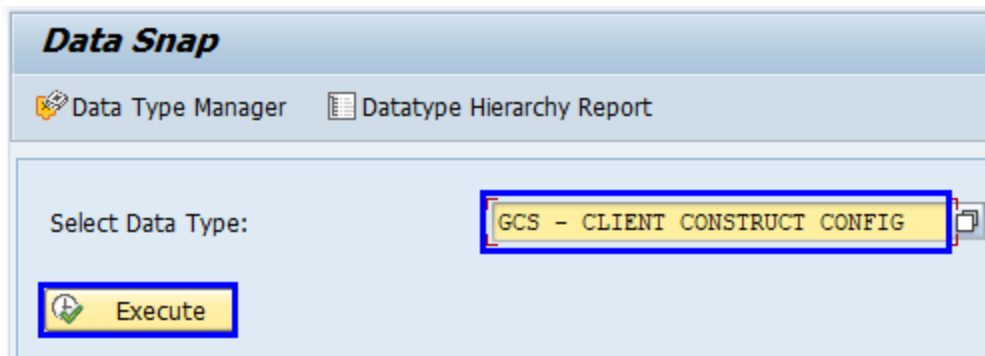 Data Snap
Data Type Manager Datatype Hierarchy Report
Select Data Type: GCS - CLIENT CONSTRUCT CONFIG
Execute